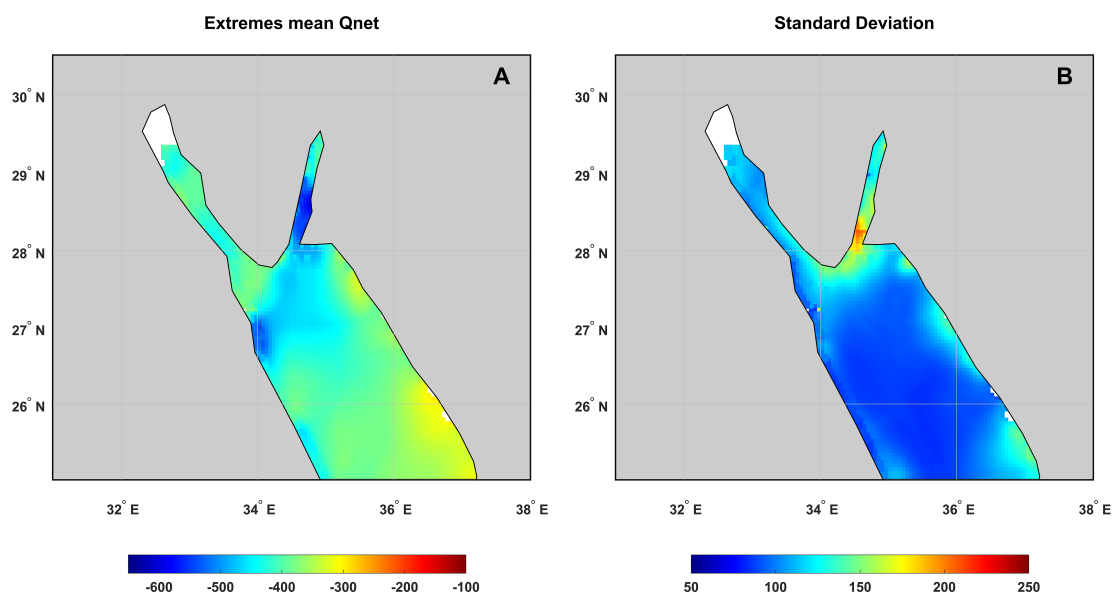 Extremes mean Qnet
Standard Deviation
A
B
30° N
29° N
28° N
27° N
26° N
30° N
29° N
28° N
27° N
26° N
32° E
34° E
36° E
38° E
32° E
34° E
36° E
38° E
-600
-500
-400
-300
-200
-100
50
100
150
200
250